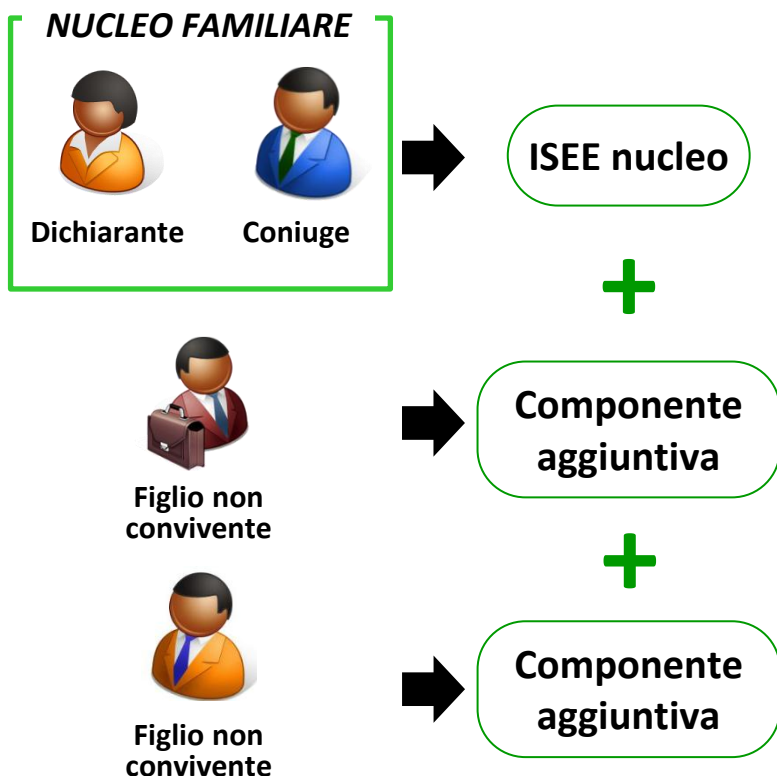 NUCLEO FAMILIARE
Dichiarante
Coniuge
ISEE nucleo
+
Figlio non
convivente
Componente
aggiuntiva
+
Figlio non
convivente
Componente
aggiuntiva